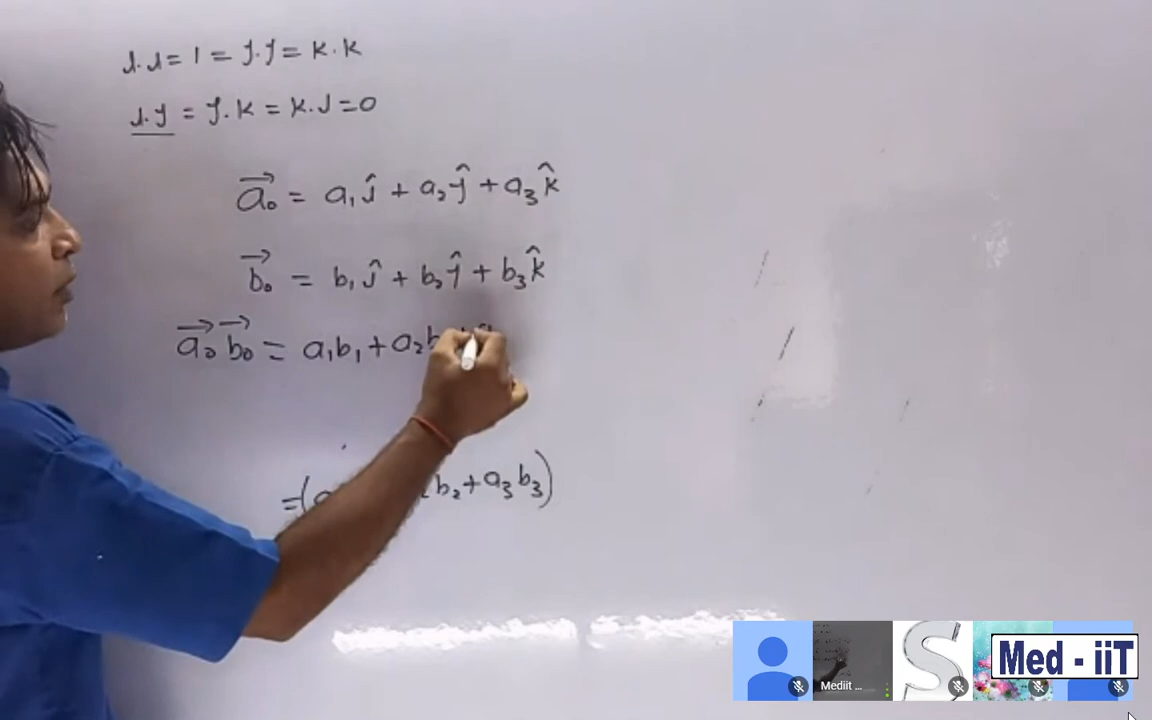 i.i = 1 = j.j = k.k
i.j = j.k = k.i = 0
a₀ = a₁î + a₂ĵ + a₃k̂
b₀ = b₁î + b₂ĵ + b₃k̂
a₀ b₀ = a₁b₁ + a₂b
=( b₂ + a₃b₃)
Mediit ...
S
Med - iiT